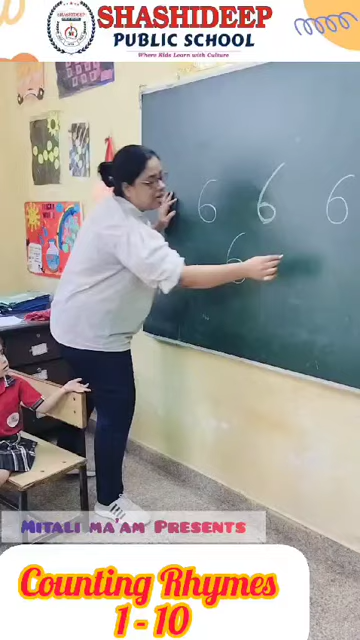 SHASHIDEEP
PUBLIC SCHOOL
Where Kids Learn with Culture
6 6 6
6
MITALI MA'AM PRESENTS
Counting Rhymes
1 - 10